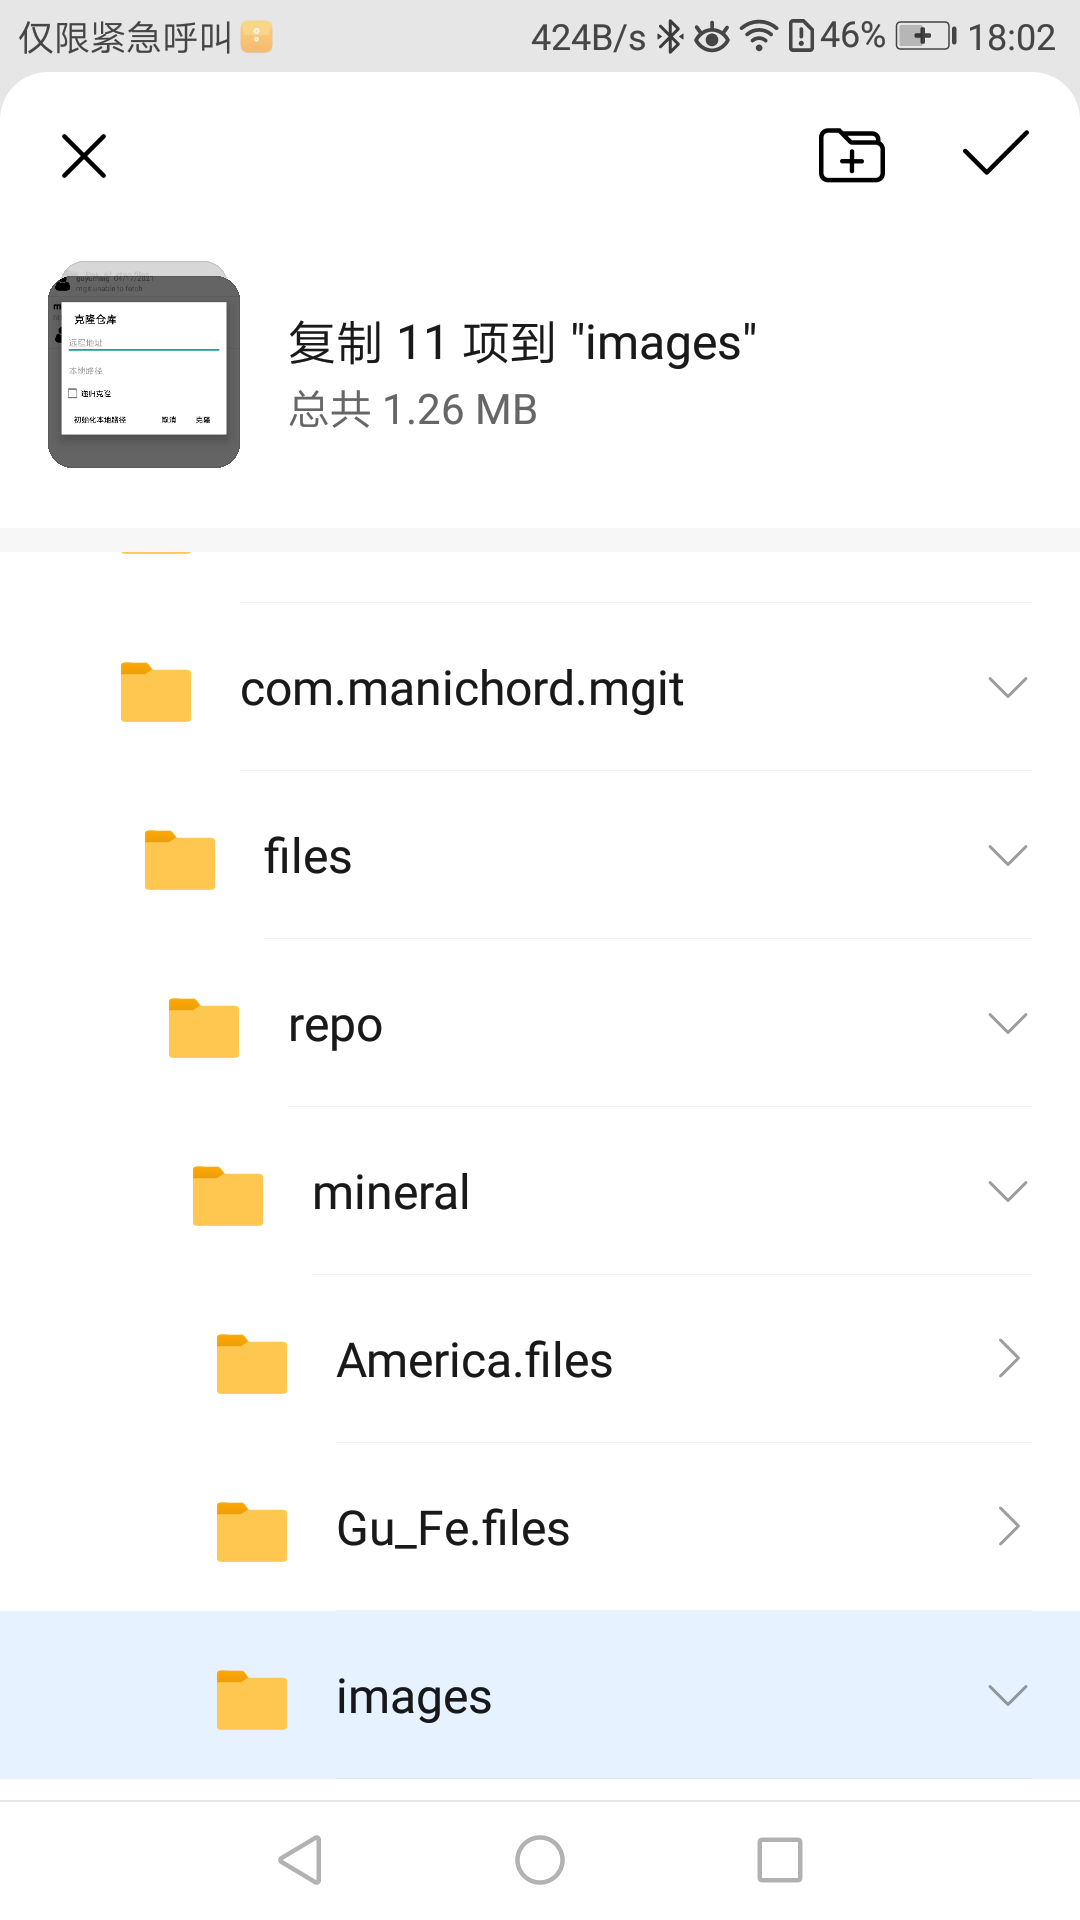 仅限紧急呼叫 424B/s 46% 18:02
克隆仓库
远程地址
本地路径
递归克隆
初始化本地路径 取消 克隆
复制 11 项到 "images"
总共 1.26 MB
com.manichord.mgit
files
repo
mineral
America.files
Gu_Fe.files
images